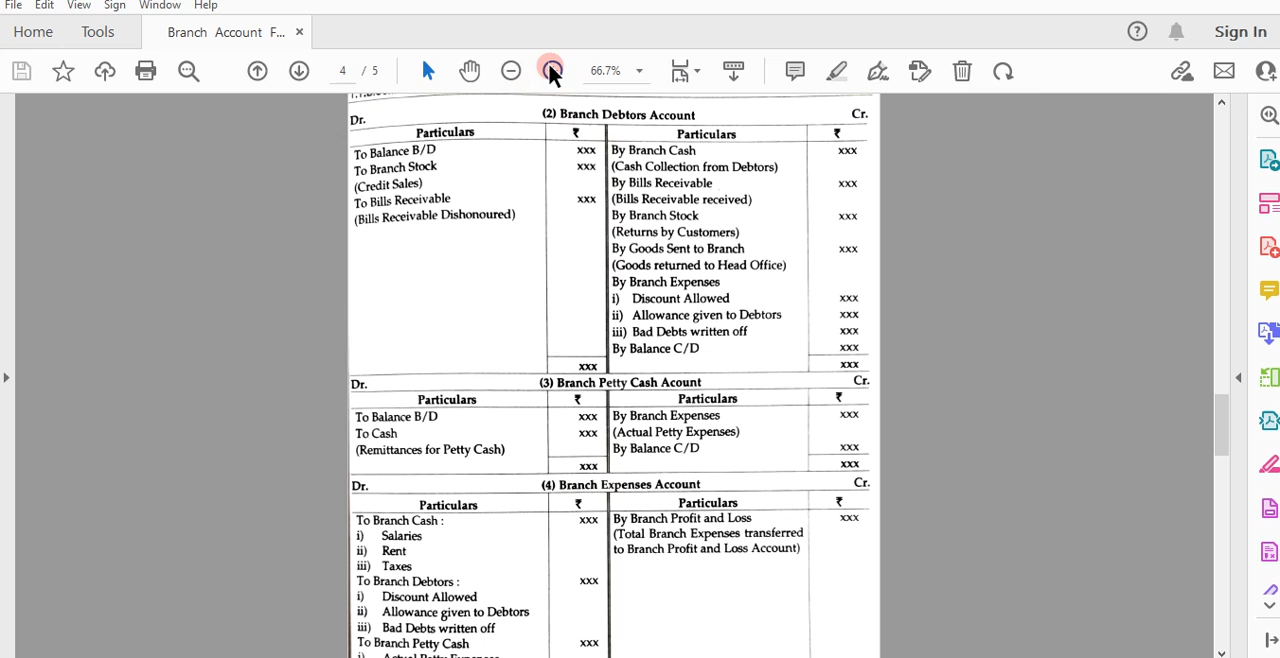 File Edit View Sign Window Help
Home Tools Branch Account F... × Sign In
4 / 5 66.7%
(2) Branch Debtors Account
Dr. Cr.
Particulars ₹ Particulars ₹
To Balance B/D xxx By Branch Cash xxx
To Branch Stock xxx (Cash Collection from Debtors)
(Credit Sales) By Bills Receivable xxx
To Bills Receivable xxx (Bills Receivable received)
(Bills Receivable Dishonoured) By Branch Stock xxx
(Returns by Customers)
By Goods Sent to Branch xxx
(Goods returned to Head Office)
By Branch Expenses
i) Discount Allowed xxx
ii) Allowance given to Debtors xxx
iii) Bad Debts written off xxx
By Balance C/D xxx
xxx xxx
Dr. (3) Branch Petty Cash Acount Cr.
Particulars ₹ Particulars ₹
To Balance B/D xxx By Branch Expenses xxx
To Cash xxx (Actual Petty Expenses)
(Remittances for Petty Cash) By Balance C/D xxx
xxx xxx
Dr. (4) Branch Expenses Account Cr.
Particulars ₹ Particulars ₹
To Branch Cash : xxx By Branch Profit and Loss xxx
i) Salaries (Total Branch Expenses transferred
ii) Rent to Branch Profit and Loss Account)
iii) Taxes
To Branch Debtors : xxx
i) Discount Allowed
ii) Allowance given to Debtors
iii) Bad Debts written off
To Branch Petty Cash xxx
i) Actual Petty Expenses